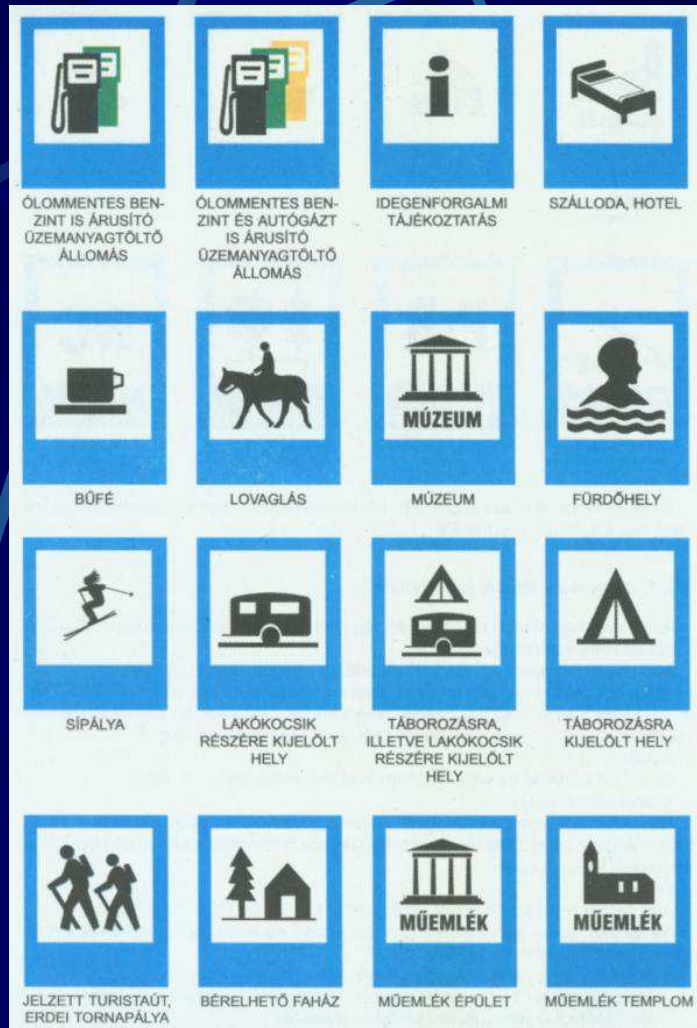 ÓLOMMENTES BEN-
ZINT IS ÁRUSÍTÓ
ÜZEMANYAGTÖLTŐ
ÁLLOMÁS
ÓLOMMENTES BEN-
ZINT ÉS AUTÓGÁZT
IS ÁRUSÍTÓ
ÜZEMANYAGTÖLTŐ
ÁLLOMÁS
IDEGENFORGALMI
TÁJÉKOZTATÁS
SZÁLLODA, HOTEL
BŰFÉ
LOVAGLÁS
MÚZEUM
MÚZEUM
FÜRDŐHELY
SÍPÁLYA
LAKÓKOCSIK
RÉSZÉRE KIJELÖLT
HELY
TÁBOROZÁSRA,
ILLETVE LAKÓKOCSIK
RÉSZÉRE KIJELÖLT
HELY
TÁBOROZÁSRA
KIJELÖLT HELY
JELZETT TURISTAÚT,
ERDEI TORNAPÁLYA
BÉRELHETŐ FAHÁZ
MŰEMLÉK
MŰEMLÉK ÉPÜLET
MŰEMLÉK
MŰEMLÉK TEMPLOM